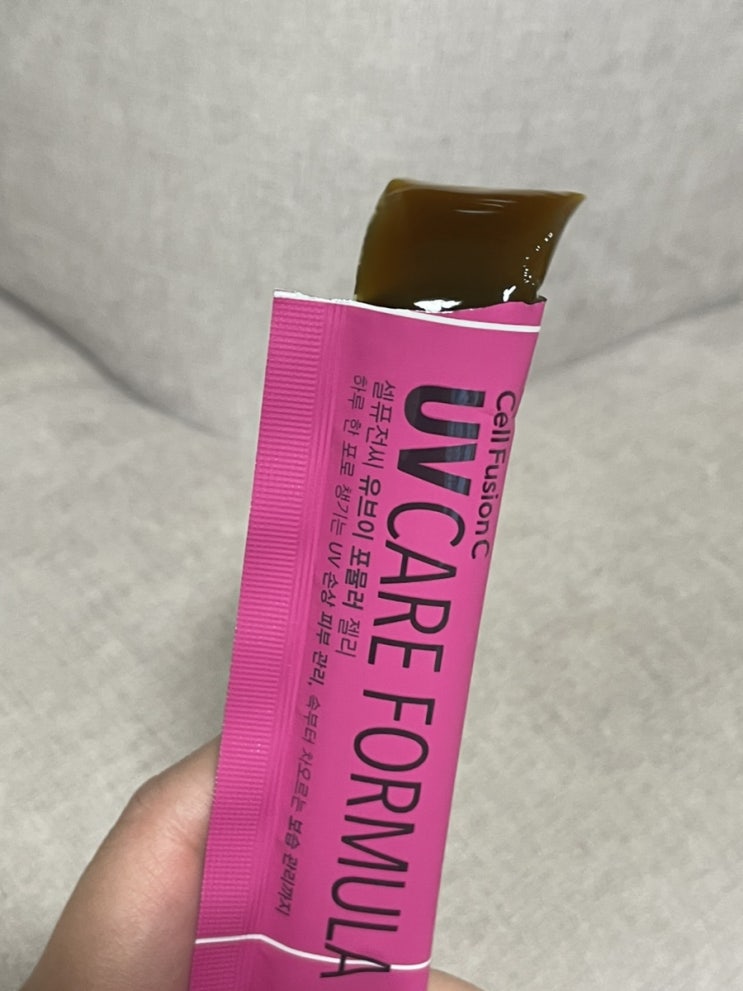 Cell Fusion C
UV CARE FORMULA
셀퓨전씨 유브이 포뮬러 젤리
하루 한 포로 챙기는 UV 손상 피부 관리, 속부터 차오르는 보습 관리까지